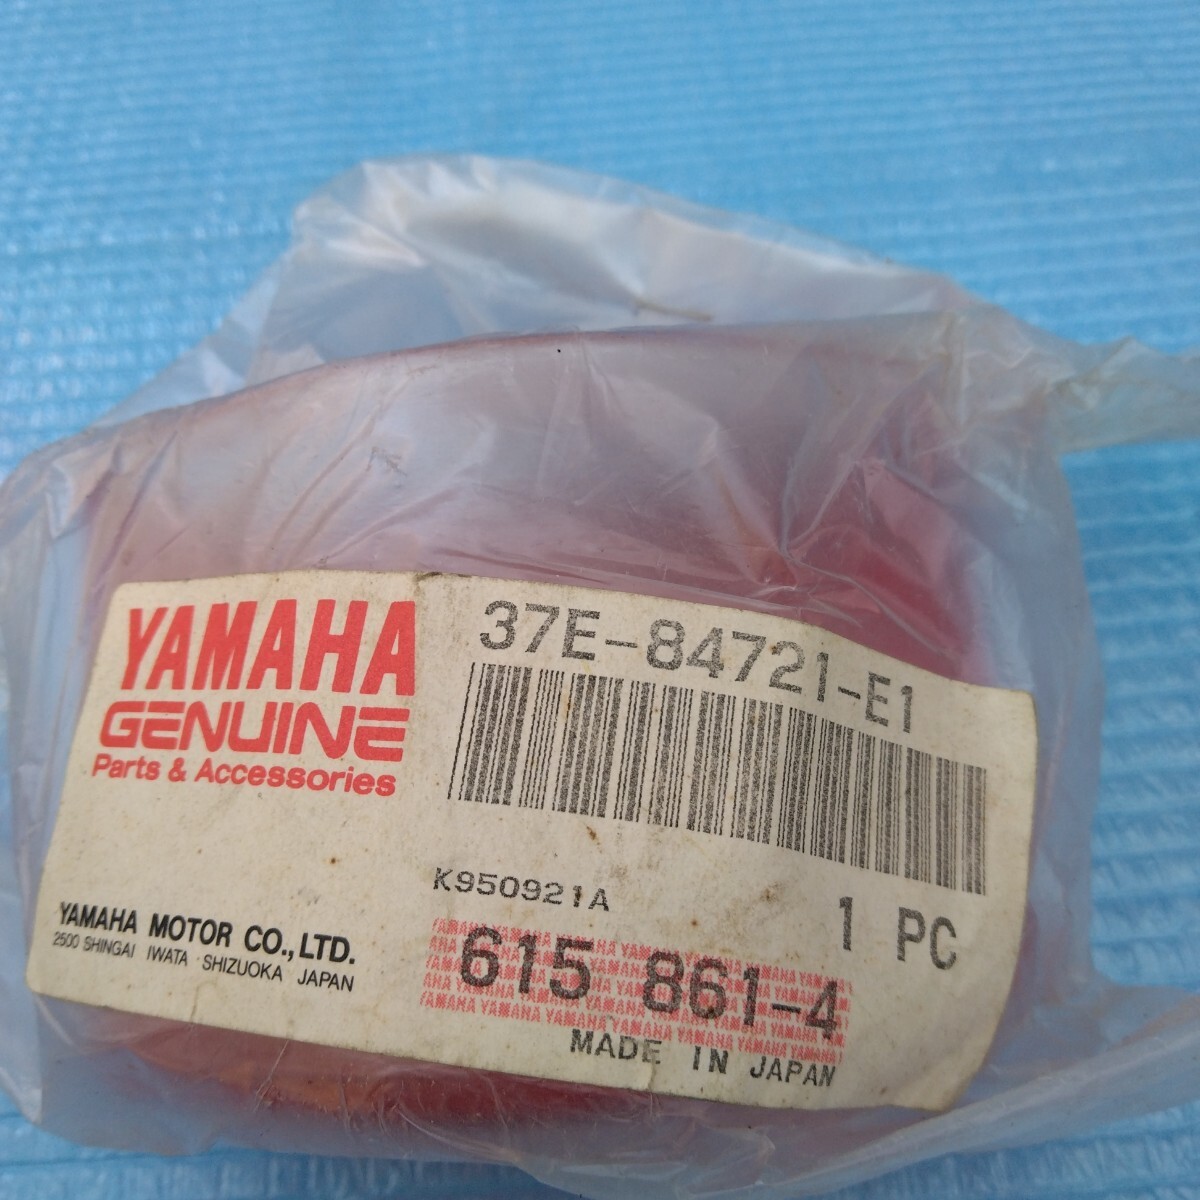 YAMAHA
GENUINE
Parts & Accessories
37E-84721-E1
K950921A
1 PC
YAMAHA MOTOR CO.,LTD.
2500 SHINGAI IWATA SHIZUOKA JAPAN
615 861-4
MADE IN JAPAN